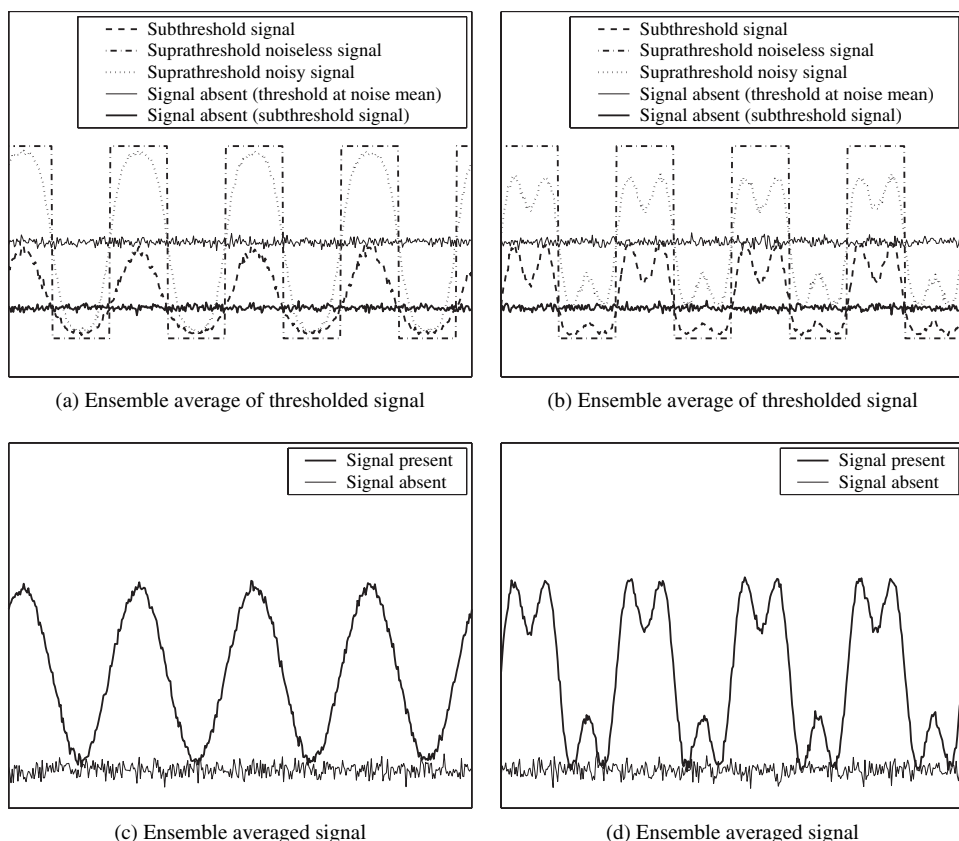 Subthreshold signal
Suprathreshold noiseless signal
Suprathreshold noisy signal
Signal absent (threshold at noise mean)
Signal absent (subthreshold signal)
(a) Ensemble average of thresholded signal
Subthreshold signal
Suprathreshold noiseless signal
Suprathreshold noisy signal
Signal absent (threshold at noise mean)
Signal absent (subthreshold signal)
(b) Ensemble average of thresholded signal
Signal present
Signal absent
(c) Ensemble averaged signal
Signal present
Signal absent
(d) Ensemble averaged signal